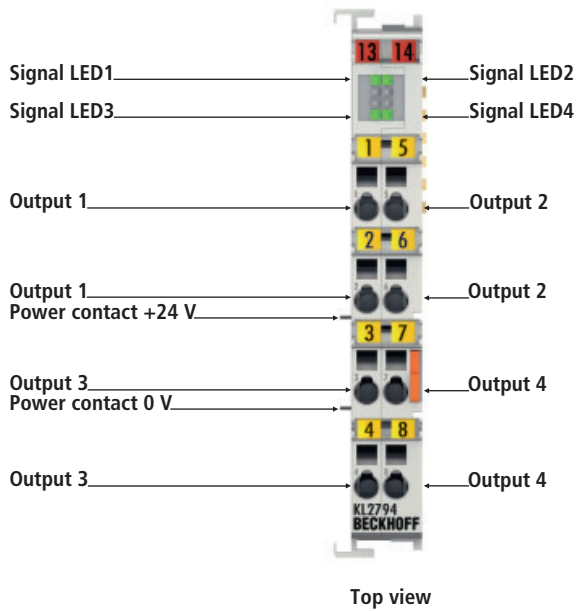 13 14
Signal LED1 Signal LED2
Signal LED3 Signal LED4
1 5
Output 1 Output 2
2 6
Output 1 Output 2
Power contact +24 V
3 7
Output 3 Output 4
Power contact 0 V
4 8
Output 3 Output 4
KL2794
BECKHOFF
Top view